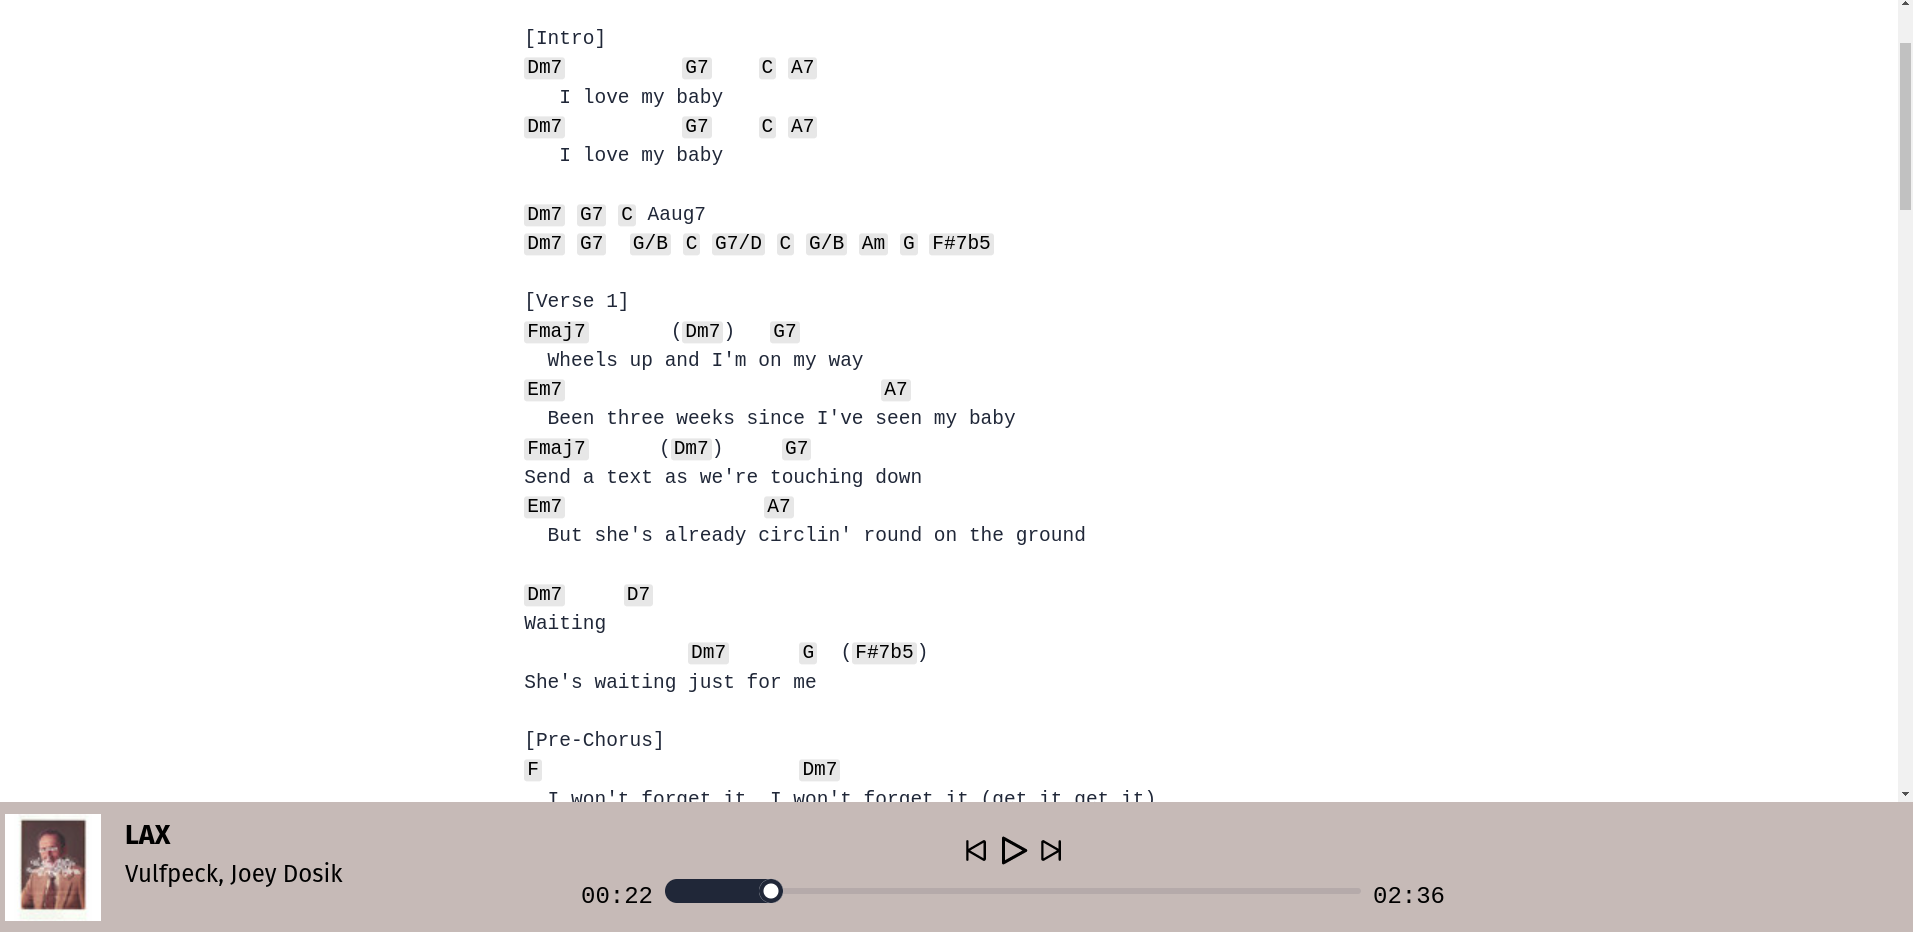 [Intro]
Dm7          G7    C A7
   I love my baby
Dm7          G7    C A7
   I love my baby
Dm7 G7 C Aaug7
Dm7 G7  G/B C G7/D C G/B Am G F#7b5
[Verse 1]
Fmaj7       (Dm7)   G7
  Wheels up and I'm on my way
Em7                           A7
  Been three weeks since I've seen my baby
Fmaj7      (Dm7)     G7
Send a text as we're touching down
Em7                 A7
  But she's already circlin' round on the ground
Dm7     D7
Waiting
              Dm7      G  (F#7b5)
She's waiting just for me
[Pre-Chorus]
F                      Dm7
  I won't forget it, I won't forget it (get it get it)
LAX
Vulfpeck, Joey Dosik
00:22
02:36